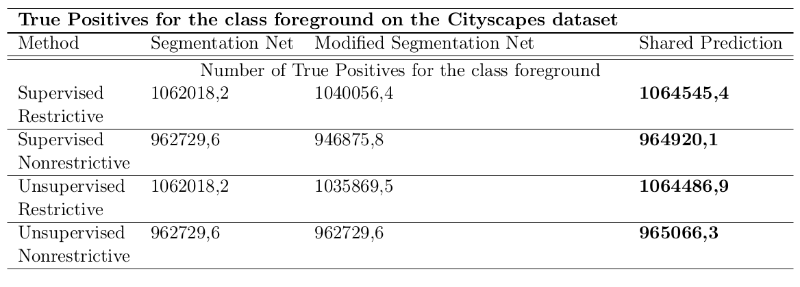 True Positives for the class foreground on the Cityscapes dataset
Method Segmentation Net Modified Segmentation Net Shared Prediction
Number of True Positives for the class foreground
Supervised 1062018,2 1040056,4 1064545,4
Restrictive
Supervised 962729,6 946875,8 964920,1
Nonrestrictive
Unsupervised 1062018,2 1035869,5 1064486,9
Restrictive
Unsupervised 962729,6 962729,6 965066,3
Nonrestrictive